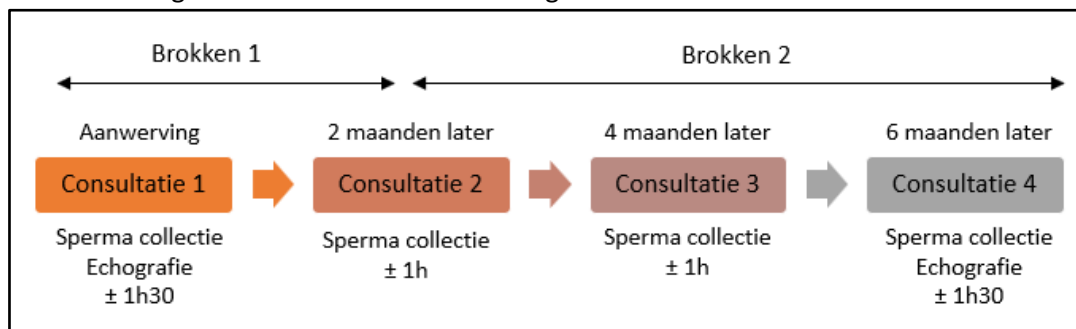 Brokken 1
Brokken 2
Aanwerving
2 maanden later
4 maanden later
6 maanden later
Consultatie 1
Consultatie 2
Consultatie 3
Consultatie 4
Sperma collectie
Echografie
± 1h30
Sperma collectie
± 1h
Sperma collectie
± 1h
Sperma collectie
Echografie
± 1h30